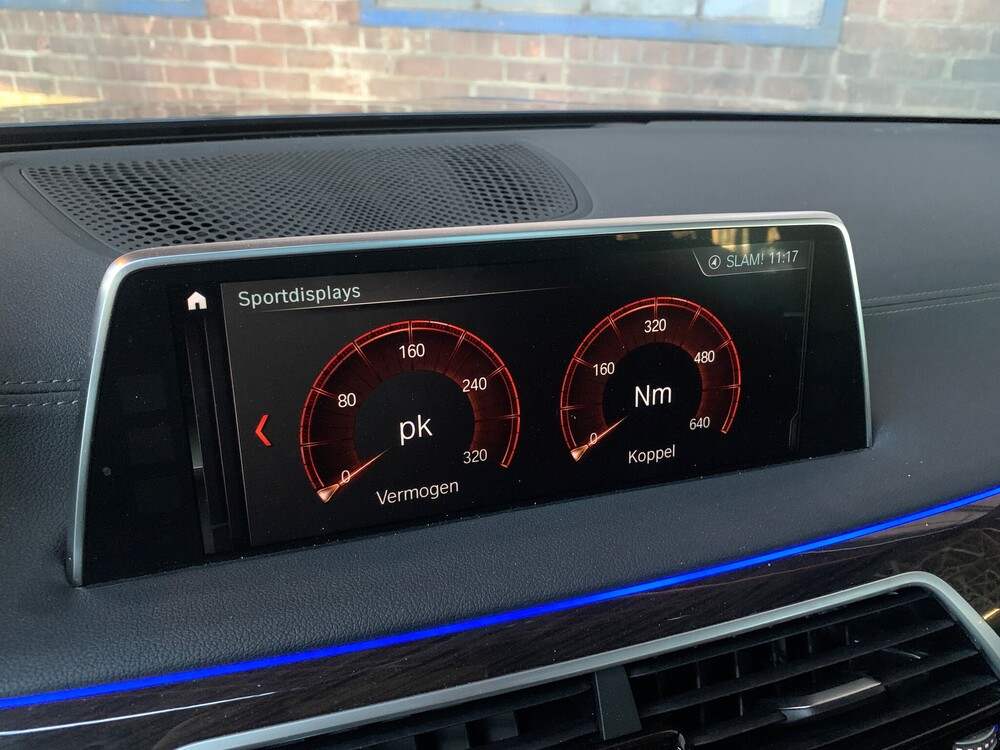 SLAM! 11:17
Sportdisplays
0
80
160
240
320
pk
Vermogen
0
160
320
480
640
Nm
Koppel